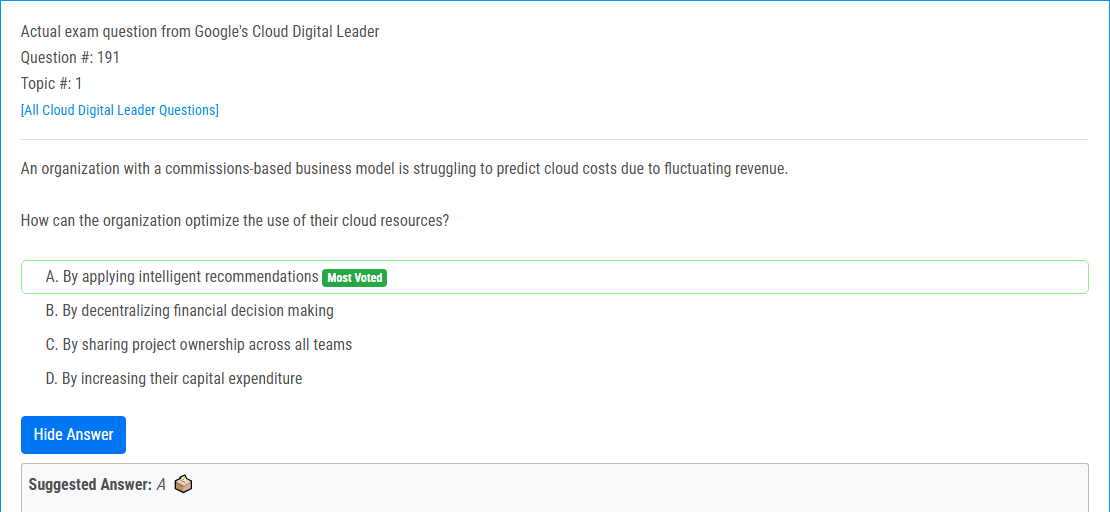 Actual exam question from Google's Cloud Digital Leader
Question #: 191
Topic #: 1
[All Cloud Digital Leader Questions]
An organization with a commissions-based business model is struggling to predict cloud costs due to fluctuating revenue.
How can the organization optimize the use of their cloud resources?
A. By applying intelligent recommendations Most Voted
B. By decentralizing financial decision making
C. By sharing project ownership across all teams
D. By increasing their capital expenditure
Hide Answer
Suggested Answer: A